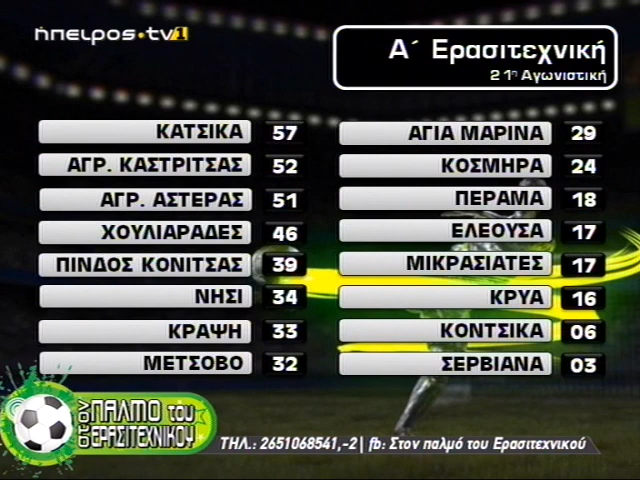 ήπειρος•tv1
Α΄ Ερασιτεχνική
21η Αγωνιστική
ΚΑΤΣΙΚΑ 57
ΑΓΡ. ΚΑΣΤΡΙΤΣΑΣ 52
ΑΓΡ. ΑΣΤΕΡΑΣ 51
ΧΟΥΛΙΑΡΑΔΕΣ 46
ΠΙΝΔΟΣ ΚΟΝΙΤΣΑΣ 39
ΝΗΣΙ 34
ΚΡΑΨΗ 33
ΜΕΤΣΟΒΟ 32
ΑΓΙΑ ΜΑΡΙΝΑ 29
ΚΟΣΜΗΡΑ 24
ΠΕΡΑΜΑ 18
ΕΛΕΟΥΣΑ 17
ΜΙΚΡΑΣΙΑΤΕΣ 17
ΚΡΥΑ 16
ΚΟΝΤΣΙΚΑ 06
ΣΕΡΒΙΑΝΑ 03
στον ΠΑΛΜΟ του
ΕΡΑΣΙΤΕΧΝΙΚΟΥ
ΤΗΛ.: 2651068541,-2 | fb: Στον παλμό του Ερασιτεχνικού